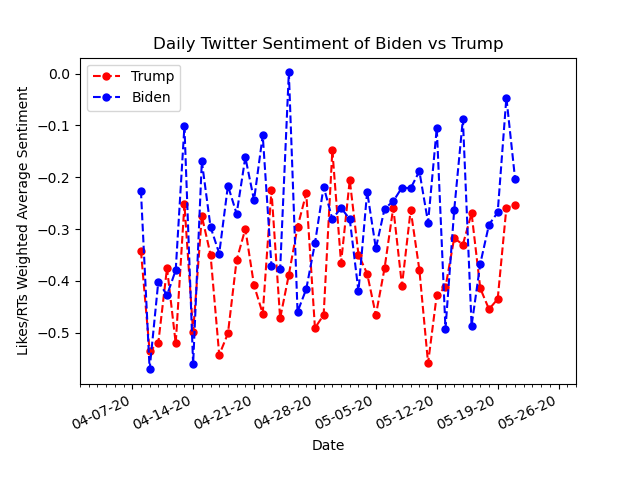 Daily Twitter Sentiment of Biden vs Trump
Trump
Biden
Likes/RTs Weighted Average Sentiment
0.0
−0.1
−0.2
−0.3
−0.4
−0.5
04-07-20
04-14-20
04-21-20
04-28-20
05-05-20
05-12-20
05-19-20
05-26-20
Date